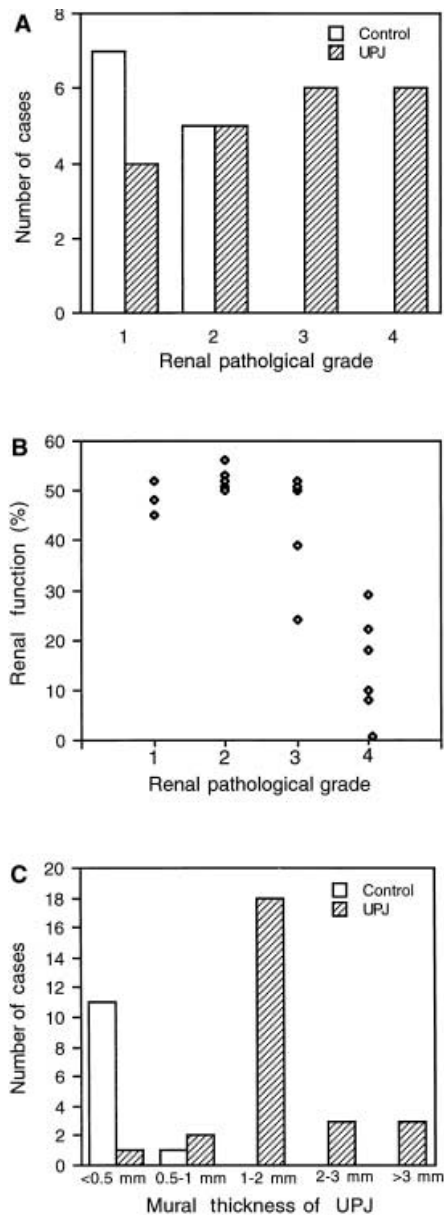 A
Control
UPJ
8
6
4
2
0
Number of cases
1 2 3 4
Renal patholgical grade
B
60
50
40
30
20
10
0
Renal function (%)
1 2 3 4
Renal pathological grade
C
Control
UPJ
20
18
16
14
12
10
8
6
4
2
0
Number of cases
<0.5 mm 0.5-1 mm 1-2 mm 2-3 mm >3 mm
Mural thickness of UPJ